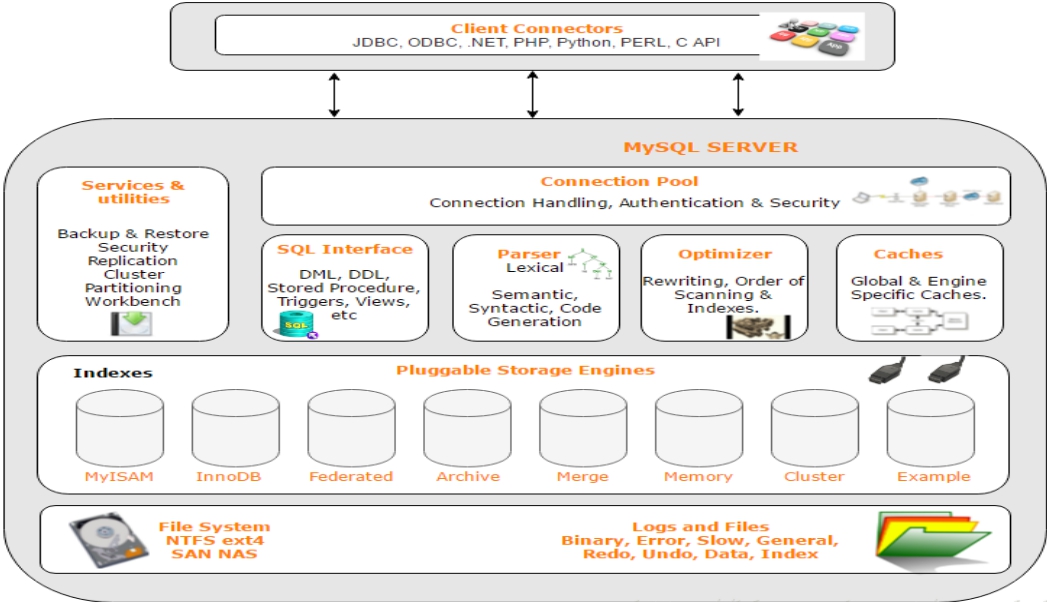 Client Connectors
JDBC, ODBC, .NET, PHP, Python, PERL, C API
APP
MySQL SERVER
Services &
utilities
Backup & Restore
Security
Replication
Cluster
Partitioning
Workbench
Connection Pool
Connection Handling, Authentication & Security
SQL Interface
DML, DDL,
Stored Procedure,
Triggers, Views,
etc
SQL
Parser
Lexical
Semantic,
Syntactic, Code
Generation
Optimizer
Rewriting, Order of
Scanning &
Indexes.
Caches
Global & Engine
Specific Caches.
Indexes
Pluggable Storage Engines
MyISAM
InnoDB
Federated
Archive
Merge
Memory
Cluster
Example
File System
NTFS ext4
SAN NAS
Logs and Files
Binary, Error, Slow, General,
Redo, Undo, Data, Index